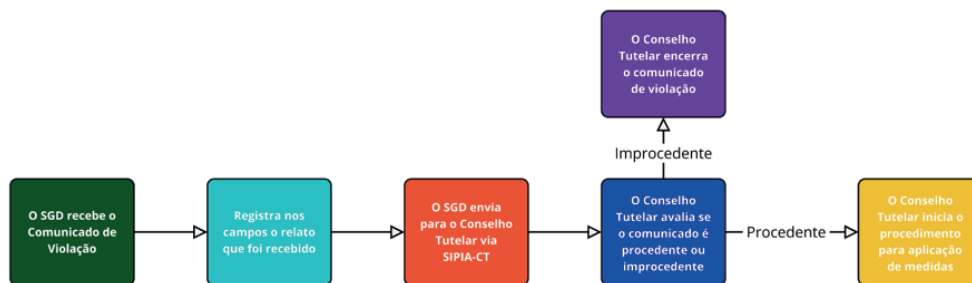 O SGD recebe o
Comunicado de
Violação
Registra nos
campos o relato
que foi recebido
O SGD envia
para o Conselho
Tutelar via
SIPIA-CT
O Conselho
Tutelar avalia se
o comunicado é
procedente ou
improcedente
Improcedente
O Conselho
Tutelar encerra
o comunicado
de violação
Procedente
O Conselho
Tutelar inicia o
procedimento
para aplicação
de medidas